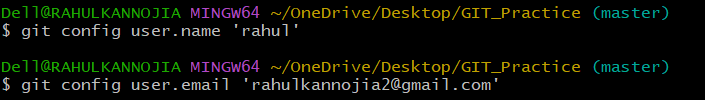 Dell@RAHULKANNOJIA MINGW64 ~/OneDrive/Desktop/GIT_Practice (master)
$ git config user.name 'rahul'
Dell@RAHULKANNOJIA MINGW64 ~/OneDrive/Desktop/GIT_Practice (master)
$ git config user.email 'rahulkannojia2@gmail.com'